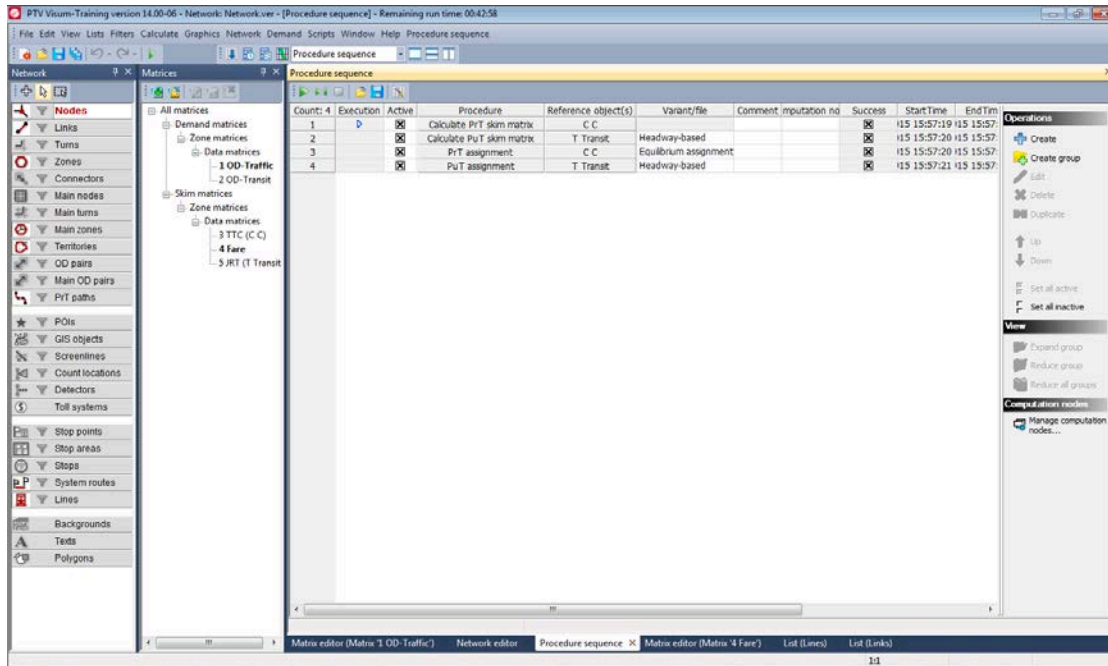 PTV Visum-Training version 14.00-06 - Network: Network.ver - [Procedure sequence] - Remaining run time: 00:42:58
File Edit View Lists Filters Calculate Graphics Network Demand Scripts Window Help Procedure sequence
Procedure sequence
Network
Nodes
Links
Turns
Zones
Connectors
Main nodes
Main turns
Main zones
Territories
OD pairs
Main OD pairs
PrT paths
POIs
GIS objects
Screenlines
Count locations
Detectors
Toll systems
Stop points
Stop areas
Stops
System routes
Lines
Backgrounds
Texts
Polygons
Matrices
All matrices
Demand matrices
Zone matrices
Data matrices
1 OD-Traffic
2 OD-Transit
Skim matrices
Zone matrices
Data matrices
3 TTC (C C)
4 Fare
5 JRT (T Transit
Procedure sequence
Count: 4 Execution Active Procedure Reference object(s) Variant/file Comment mputation no Success StartTime EndTim
1 Calculate PrT skim matrix C C 015 15:57:19 015 15:57:
2 Calculate PuT skim matrix T Transit Headway-based 015 15:57:20 015 15:57:
3 PrT assignment C C Equilibrium assignment 015 15:57:20 015 15:57:
4 PuT assignment T Transit Headway-based 015 15:57:21 015 15:57:
Operations
Create
Create group
Edit
Delete
Duplicate
Up
Down
Set all active
Set all inactive
View
Expand group
Reduce group
Reduce all groups
Computation nodes
Manage computation
nodes...
Matrix editor (Matrix '1 OD-Traffic') Network editor Procedure sequence Matrix editor (Matrix '4 Fare') List (Lines) List (Links)
1:1